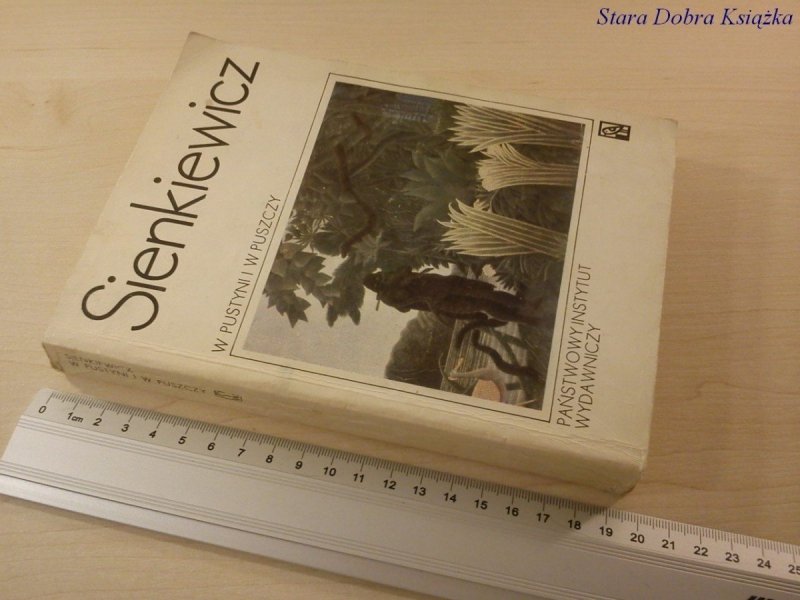 Stara Dobra Książka
Sienkiewicz
W PUSTYNI I W PUSZCZY
PAŃSTWOWY INSTYTUT
WYDAWNICZY
SIENKIEWICZ
W PUSTYNI I W PUSZCZY
0 1cm 2 3 4 5 6 7 8 9 10 11 12 13 14 15 16 17 18 19 20 21 22 23 24 25